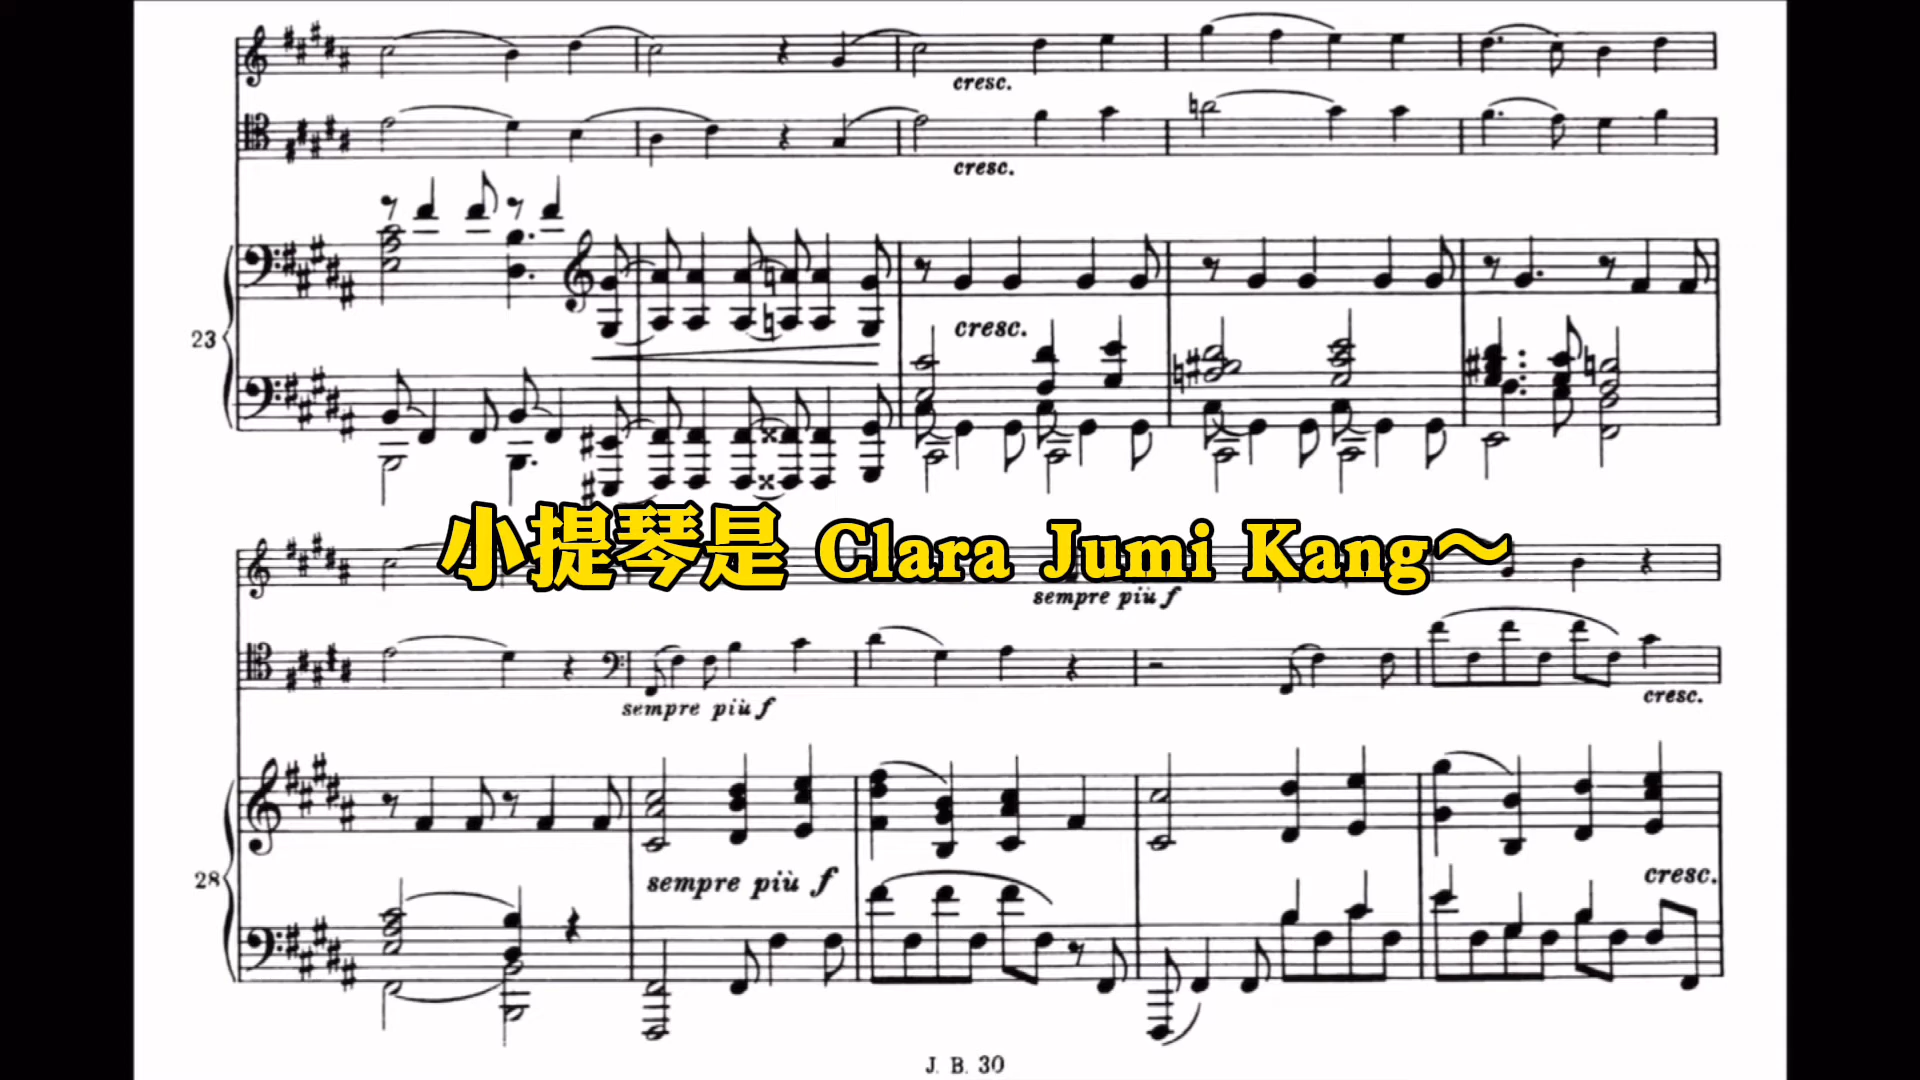 cresc.
cresc.
23
cresc.
小提琴是 Clara Jumi Kang～
sempre più f
sempre più f
cresc.
28
sempre più f
cresc.
J. B. 30